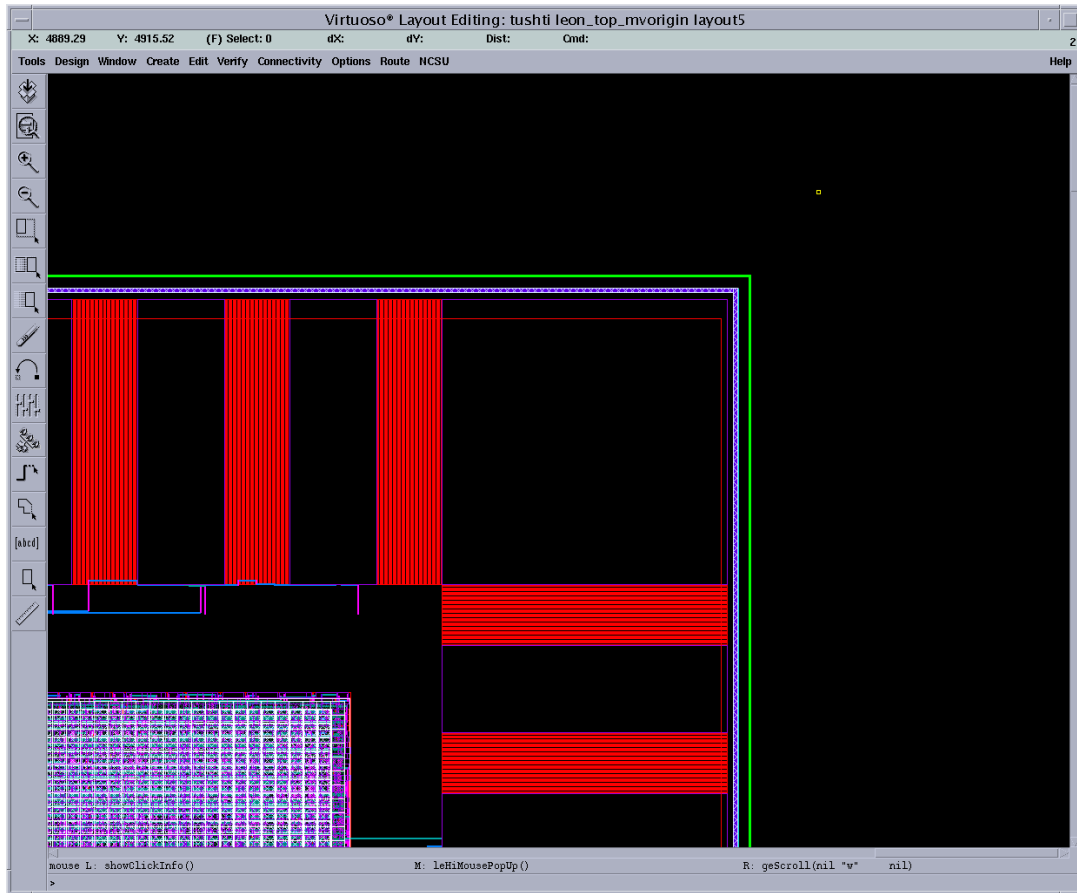 Virtuoso® Layout Editing: tushti leon_top_mvorigin layout5
X: 4889.29 Y: 4915.52 (F) Select: 0 dX: dY: Dist: Cmd: 2
Tools Design Window Create Edit Verify Connectivity Options Route NCSU Help
[abcd]
mouse L: showClickInfo() M: leHiMousePopUp() R: geScroll(nil "w" nil)
>